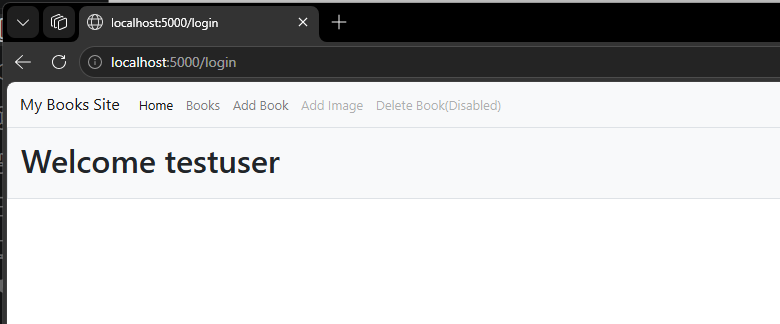 localhost:5000/login
localhost:5000/login
My Books Site Home Books Add Book Add Image Delete Book(Disabled)
Welcome testuser